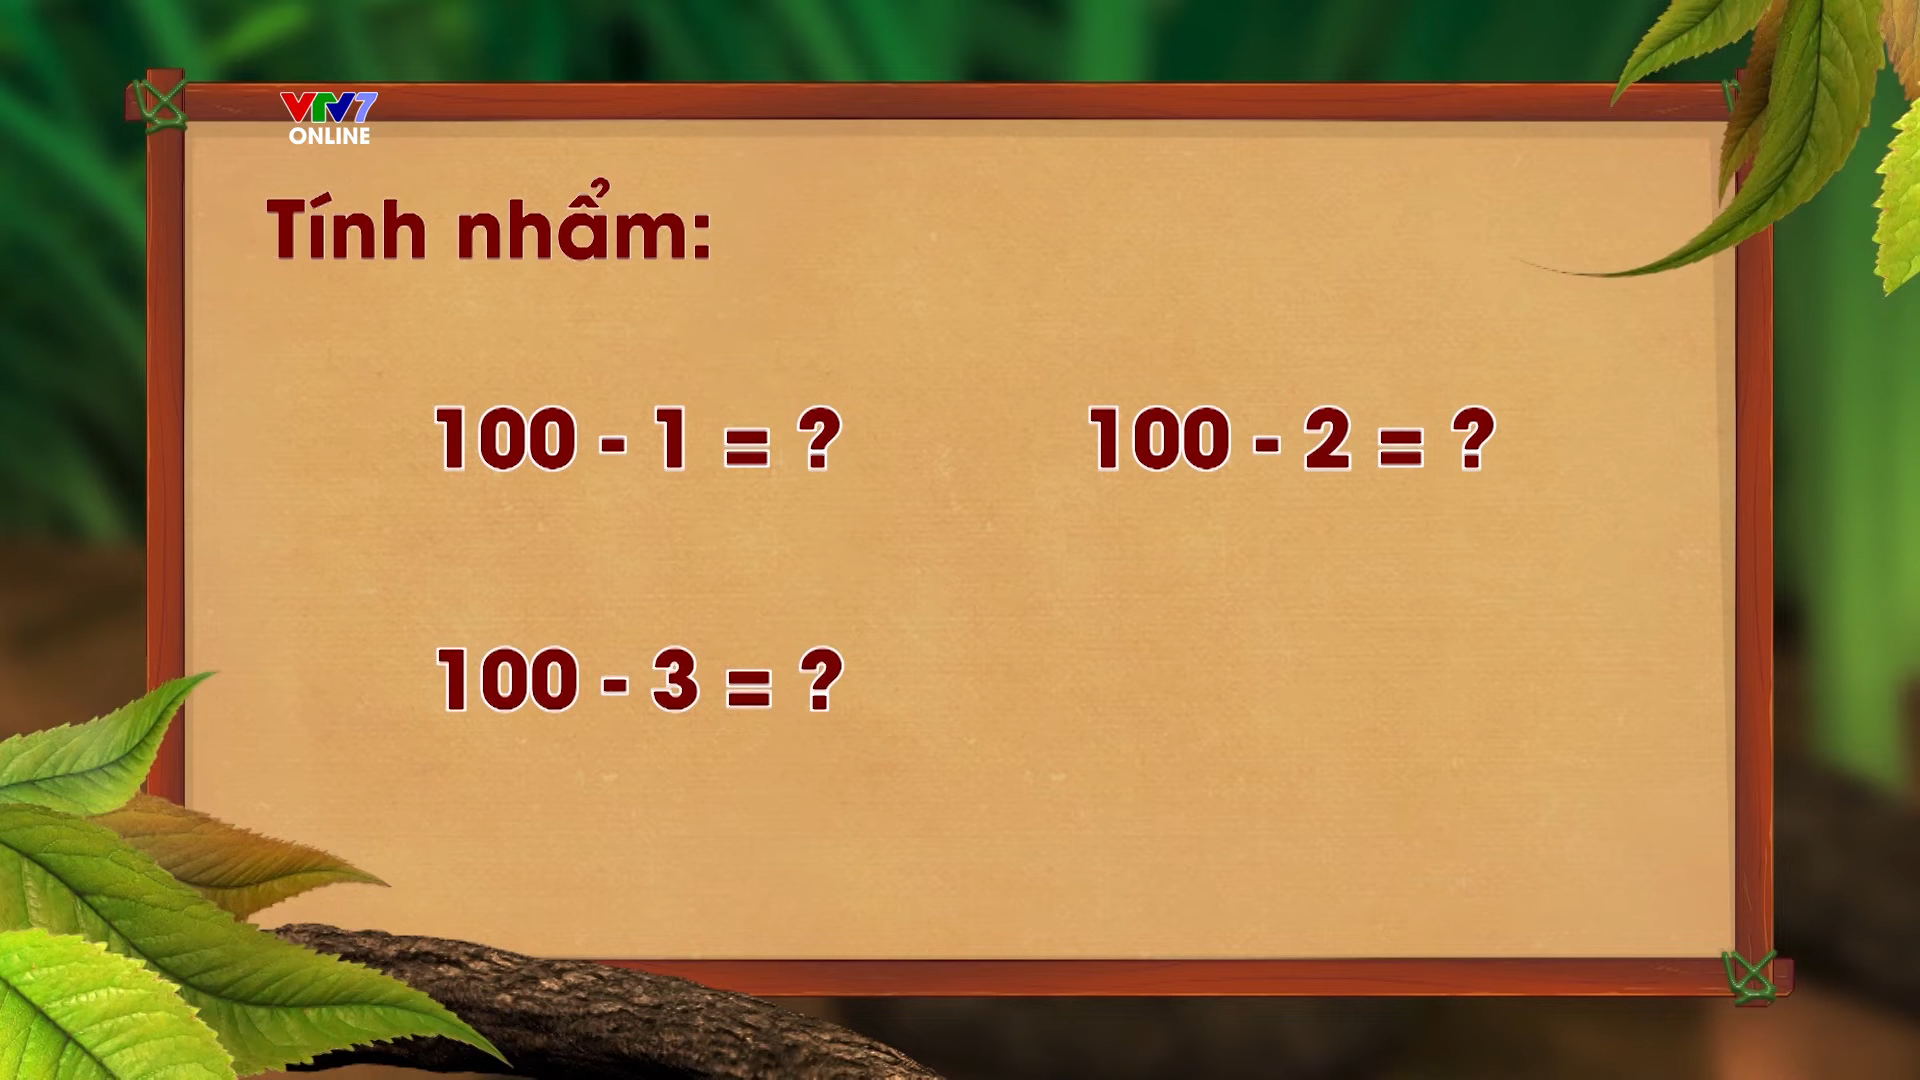 VTV7
ONLINE
Tính nhẩm:
100 - 1 = ?
100 - 2 = ?
100 - 3 = ?